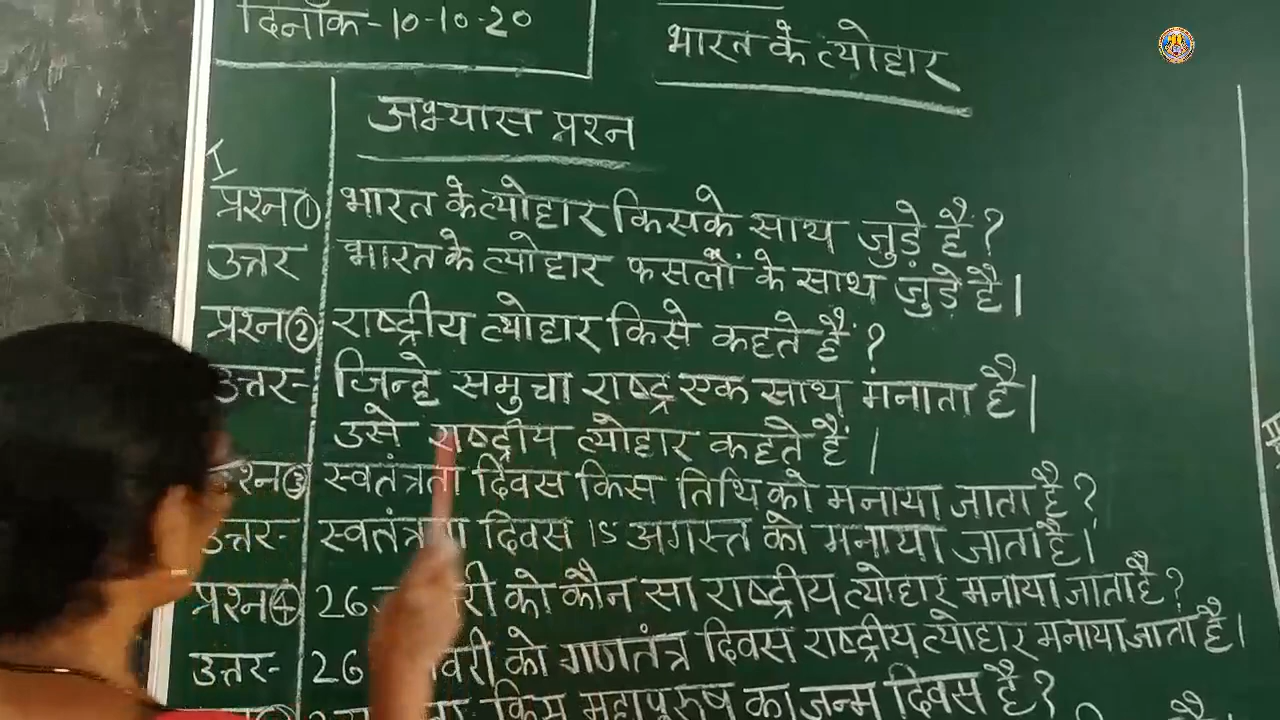 दिनाँक-10-10-20
भारत के त्योहार
अभ्यास प्रश्न
I
प्रश्न① भारत के त्योहार किसके साथ जुड़े है?
उत्तर भारत के त्योहार फसलों के साथ जुड़े है।
प्रश्न② राष्ट्रीय त्योहार किसे कहते हैं?
उत्तर- जिन्हे समुचा राष्ट्र एक साथ मनाता है।
उसे राष्ट्रीय त्योहार कहते हैं।
③ स्वतंत्रता दिवस किस तिथि को मनाया जाता है?
उत्तर- स्वतंत्रता दिवस 15 अगस्त को मनाया जाता है।
प्रश्न④ 26 को कौन सा राष्ट्रीय त्योहार मनाया जाता है?
उत्तर- 26 को गणतंत्र दिवस राष्ट्रीय त्योहार मनाया जाता है।
किस महापुरुष का जन्म दिवस है?